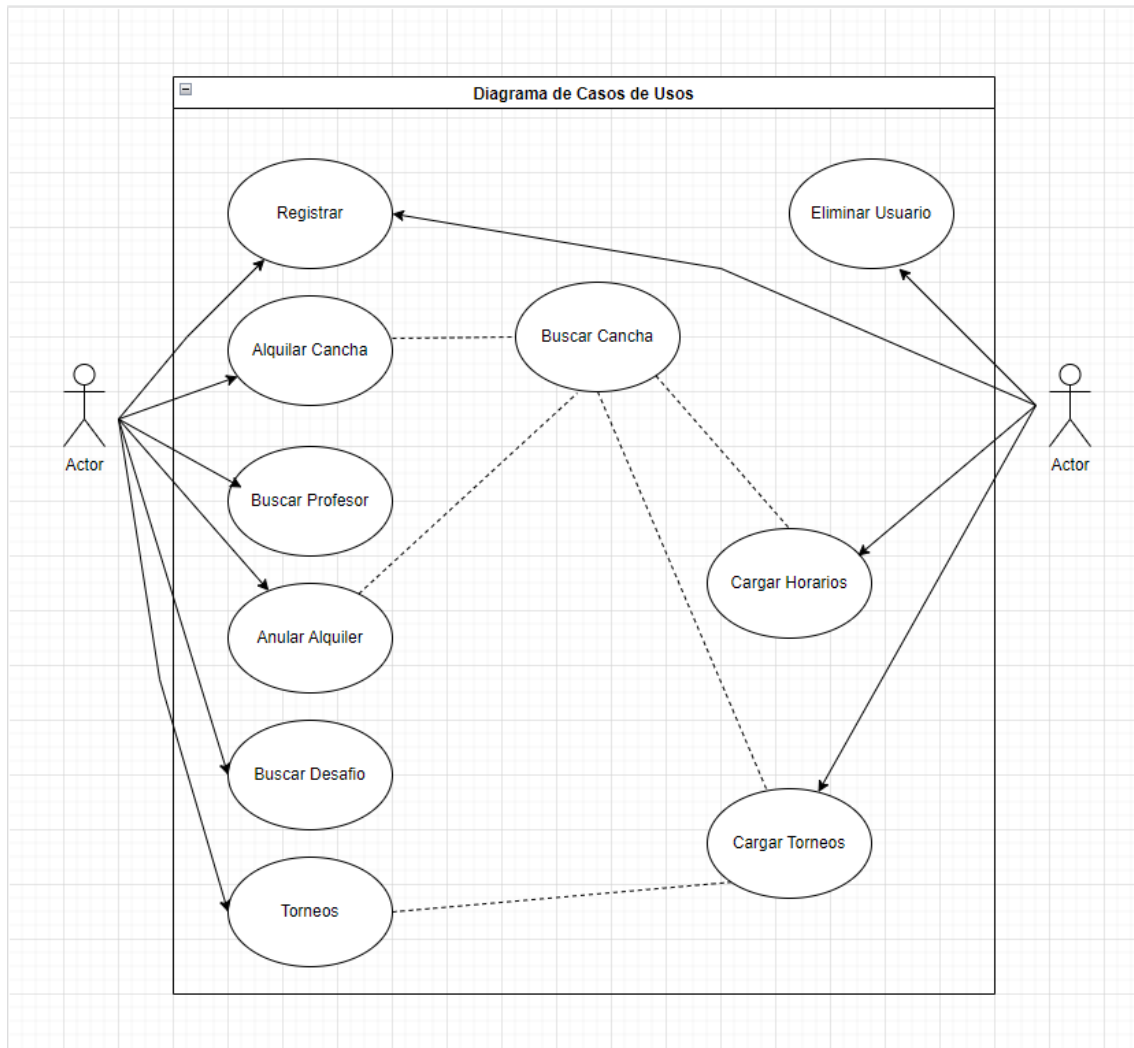 Diagrama de Casos de Usos
Registrar
Eliminar Usuario
Alquilar Cancha
Buscar Cancha
Actor
Actor
Buscar Profesor
Cargar Horarios
Anular Alquiler
Buscar Desafio
Cargar Torneos
Torneos